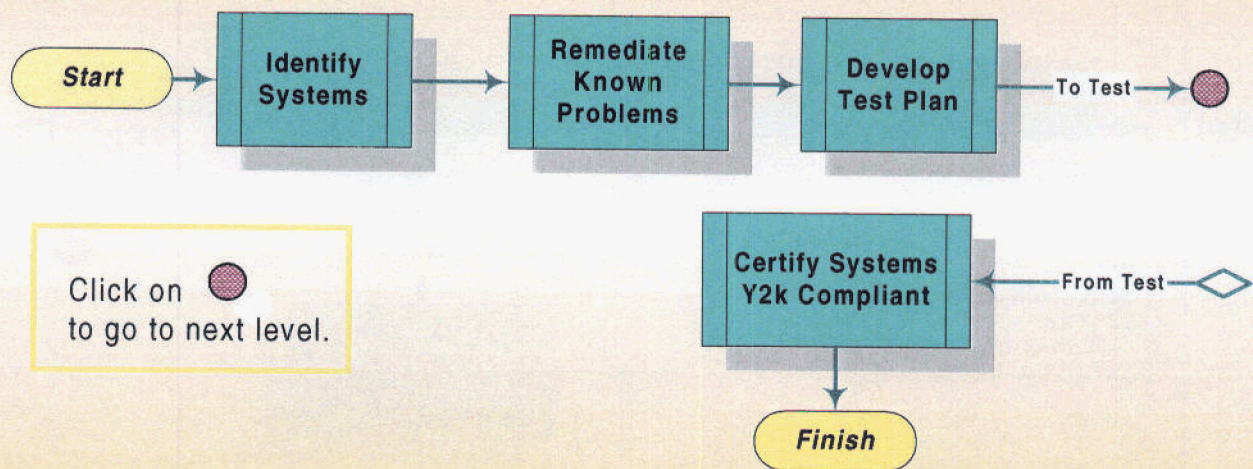 Start
Identify
Systems
Remediate
Known
Problems
Develop
Test Plan
To Test
Certify Systems
Y2k Compliant
From Test
Click on
to go to next level.
Finish